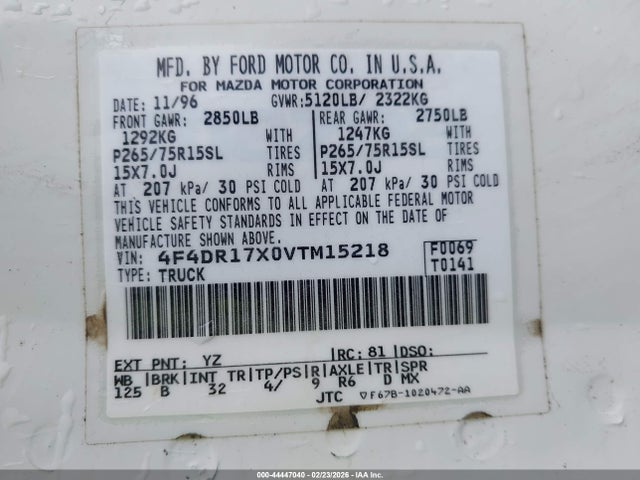 MFD. BY FORD MOTOR CO. IN U.S.A.
FOR MAZDA MOTOR CORPORATION
DATE: 11/96 GVWR:5120LB/ 2322KG
FRONT GAWR: 2850LB REAR GAWR: 2750LB
1292KG WITH 1247KG WITH
P265/75R15SL TIRES P265/75R15SL TIRES
15X7.0J RIMS 15X7.0J RIMS
AT 207 kPa/ 30 PSI COLD AT 207 kPa/ 30 PSI COLD
THIS VEHICLE CONFORMS TO ALL APPLICABLE FEDERAL MOTOR
VEHICLE SAFETY STANDARDS IN EFFECT ON THE DATE OF
MANUFACTURE SHOWN ABOVE.
VIN: 4F4DR17X0VTM15218 F0069
TYPE: TRUCK T0141
EXT PNT: YZ RC: 81 DSO:
WB BRK INT TR TP/PS R AXLE TR SPR
125 B 32 4/ 9 R6 D MX
JTC F67B-1020472-AA
000-44447040 - 02/23/2026 - IAA Inc.